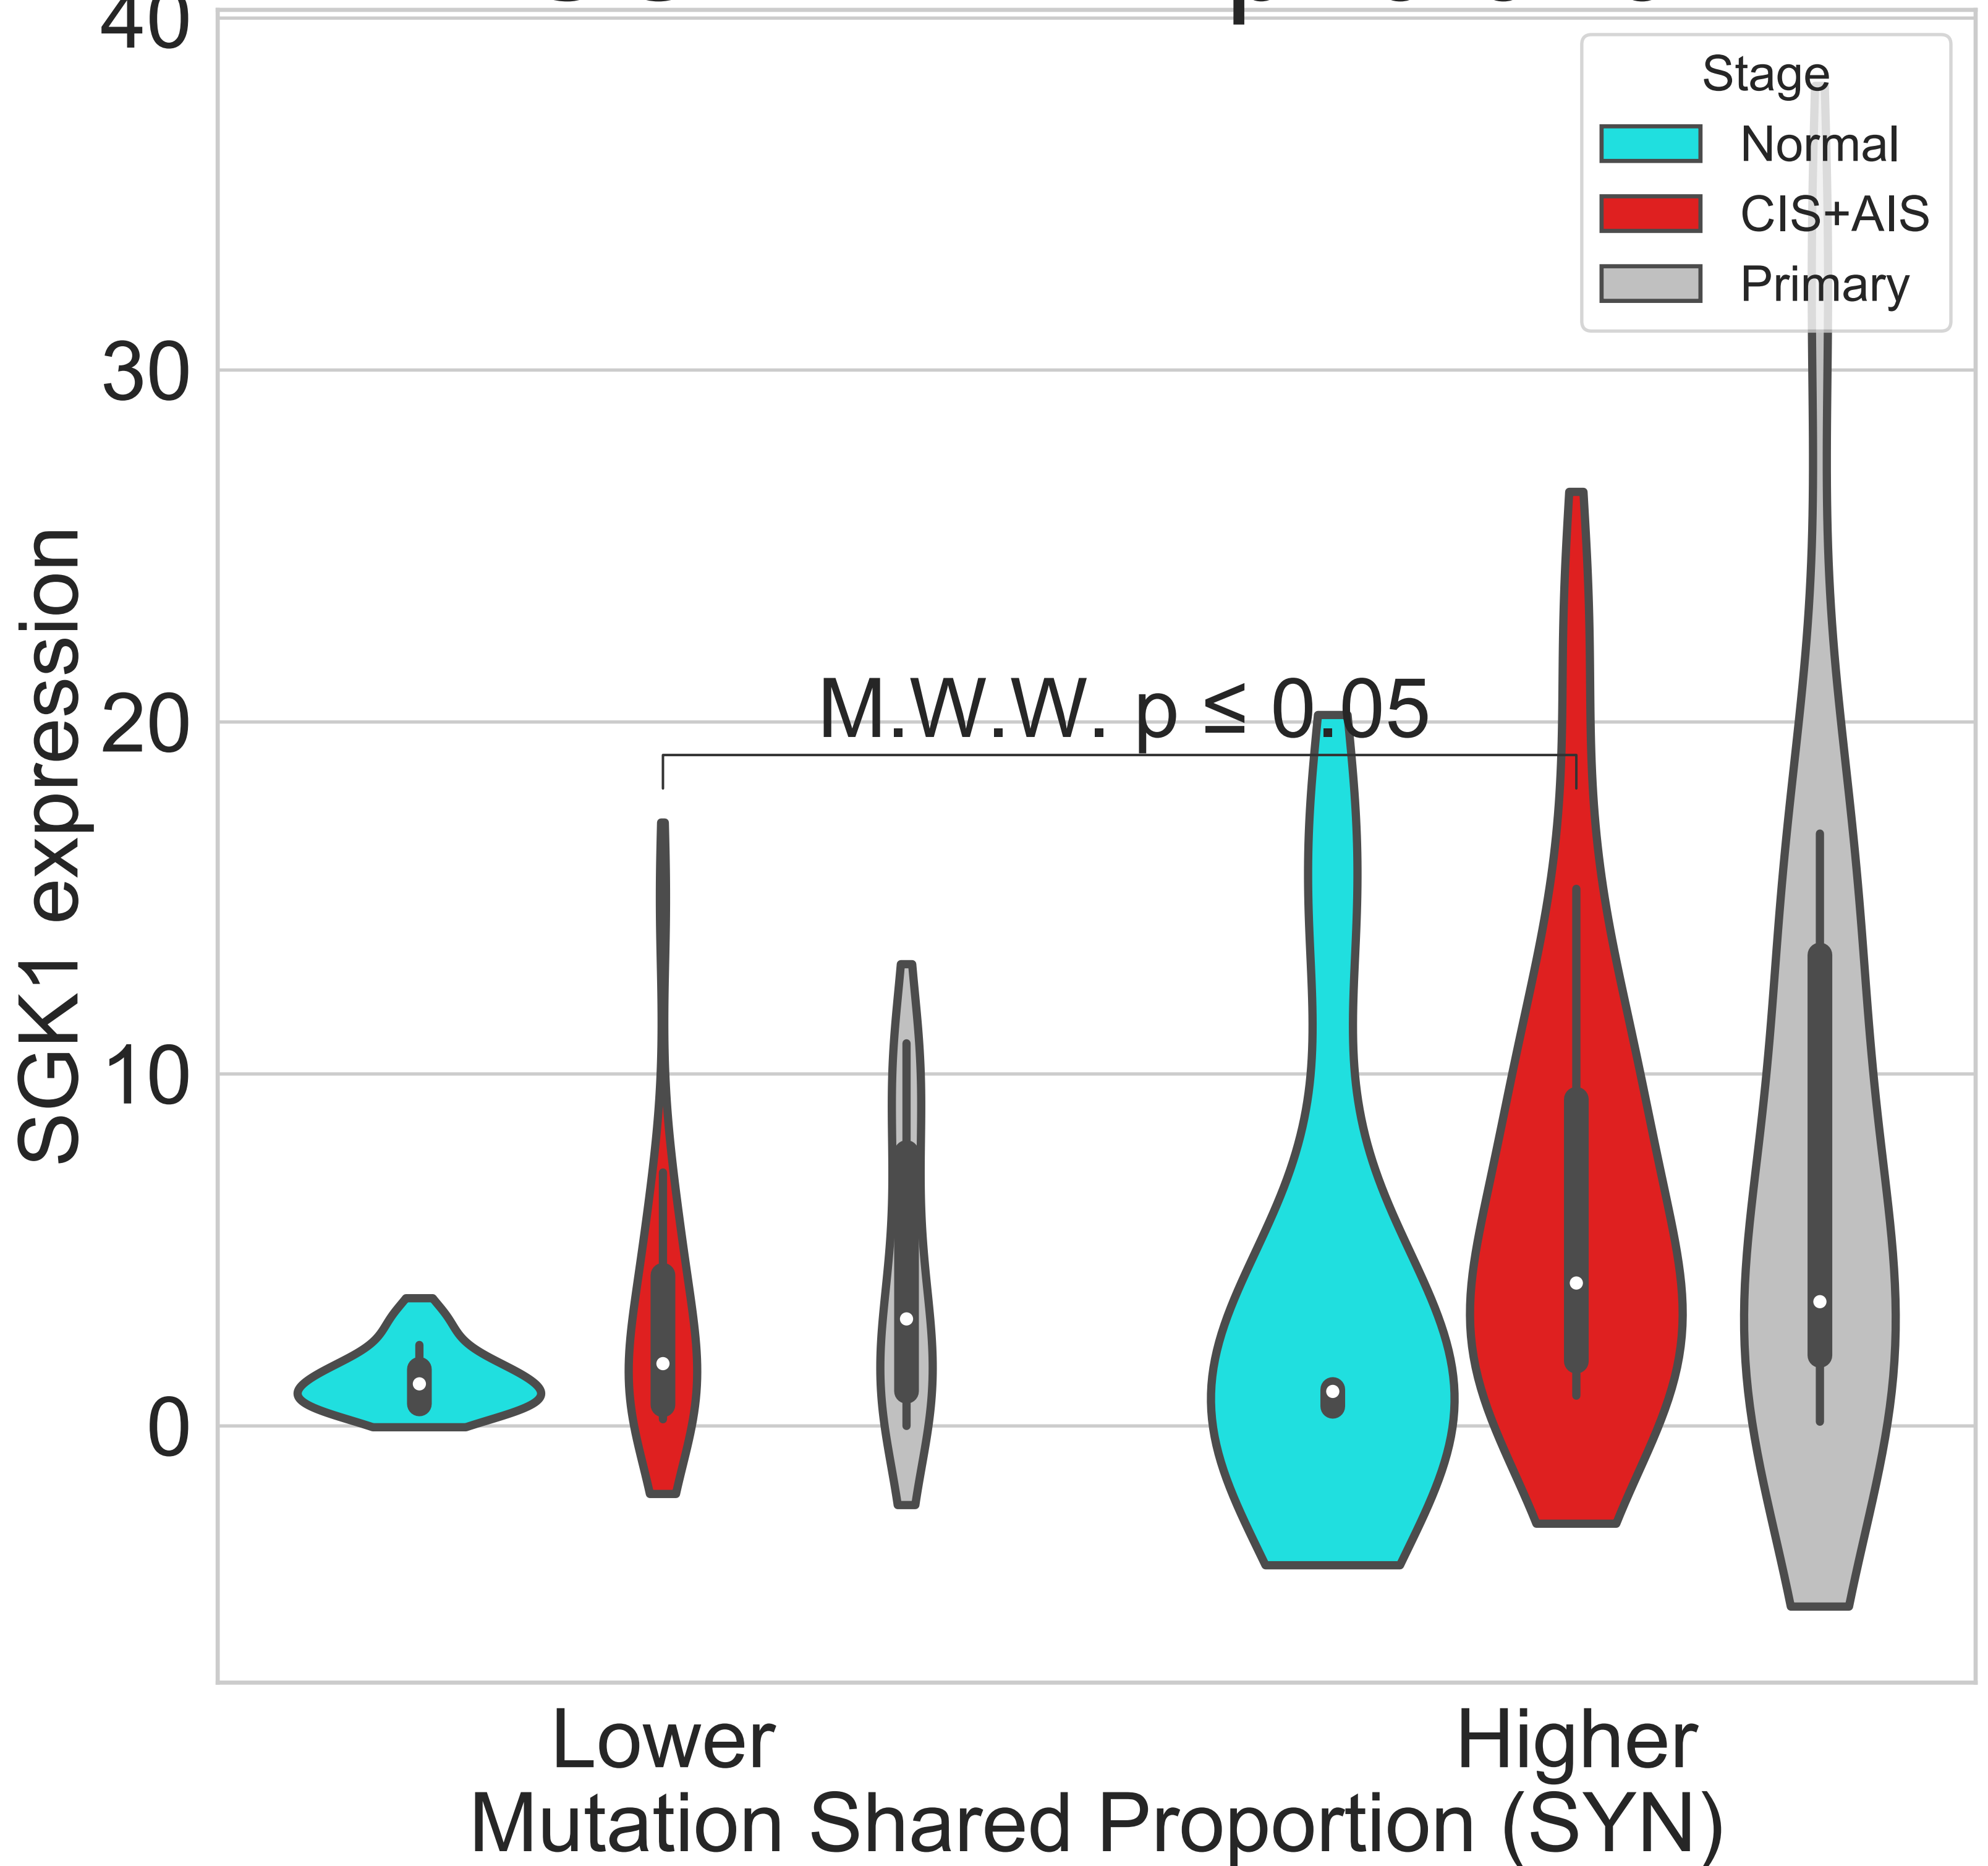 40
Stage
Normal
CIS+AIS
Primary
30
M.W.W. p ≤ 0.05
20
SGK1 expression
10
0
Lower
Higher
Mutation Shared Proportion (SYN)